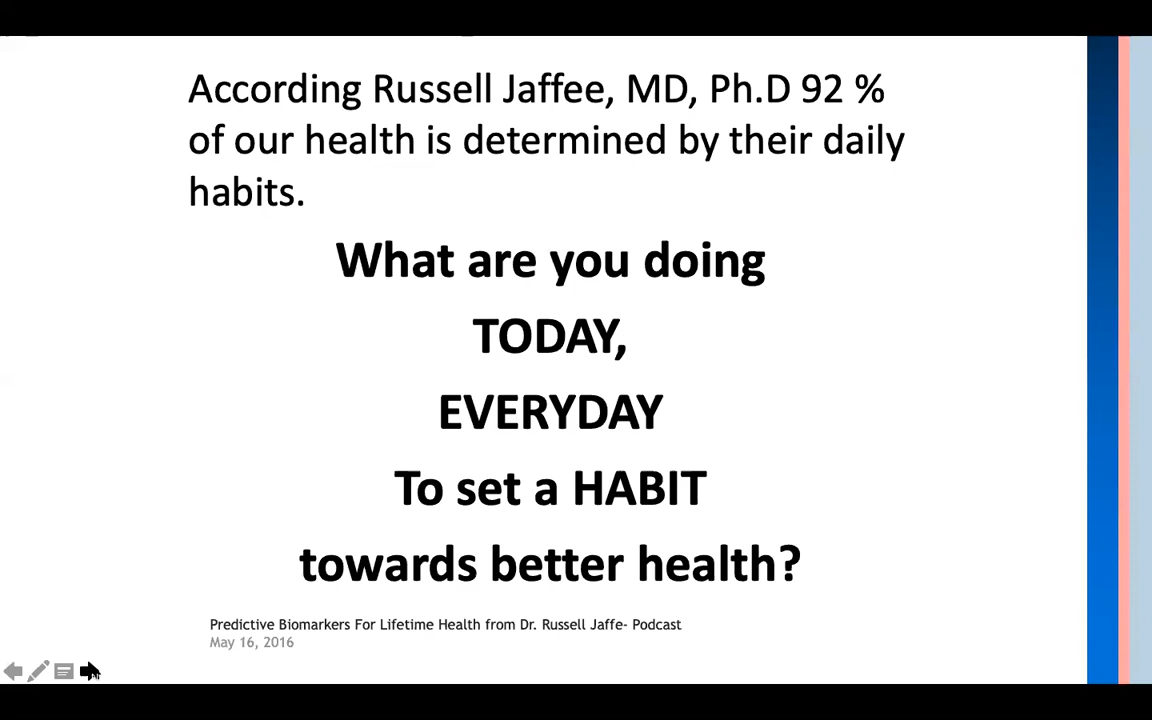 According Russell Jaffee, MD, Ph.D 92 %
of our health is determined by their daily
habits.
What are you doing
TODAY,
EVERYDAY
To set a HABIT
towards better health?
Predictive Biomarkers For Lifetime Health from Dr. Russell Jaffe- Podcast
May 16, 2016